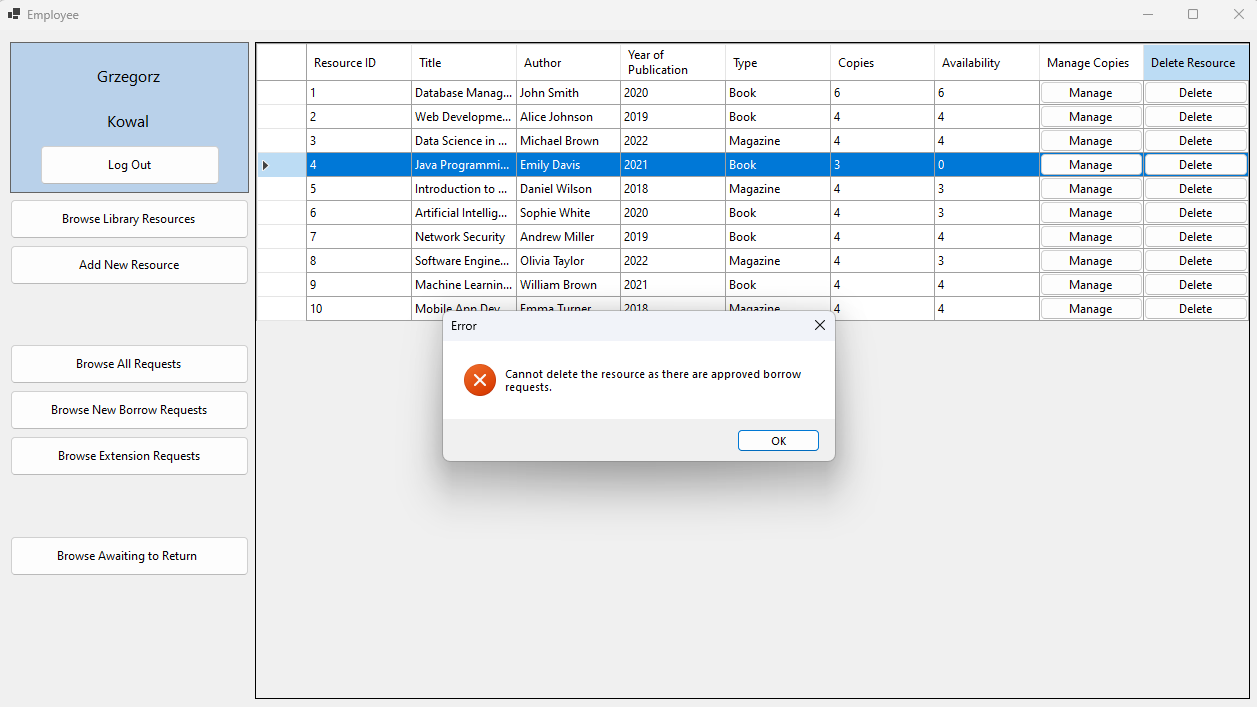 Employee
Grzegorz
Kowal
Log Out
Browse Library Resources
Add New Resource
Browse All Requests
Browse New Borrow Requests
Browse Extension Requests
Browse Awaiting to Return
Resource ID Title Author Year of Publication Type Copies Availability Manage Copies Delete Resource
1 Database Manag... John Smith 2020 Book 6 6 Manage Delete
2 Web Developme... Alice Johnson 2019 Book 4 4 Manage Delete
3 Data Science in ... Michael Brown 2022 Magazine 4 4 Manage Delete
4 Java Programmi... Emily Davis 2021 Book 3 0 Manage Delete
5 Introduction to ... Daniel Wilson 2018 Magazine 4 3 Manage Delete
6 Artificial Intellig... Sophie White 2020 Book 4 3 Manage Delete
7 Network Security Andrew Miller 2019 Book 4 4 Manage Delete
8 Software Engine... Olivia Taylor 2022 Magazine 4 3 Manage Delete
9 Machine Learnin... William Brown 2021 Book 4 4 Manage Delete
10 Mobile App Dev... Emma Turner 2018 Magazine 4 4 Manage Delete
Error
Cannot delete the resource as there are approved borrow
requests.
OK